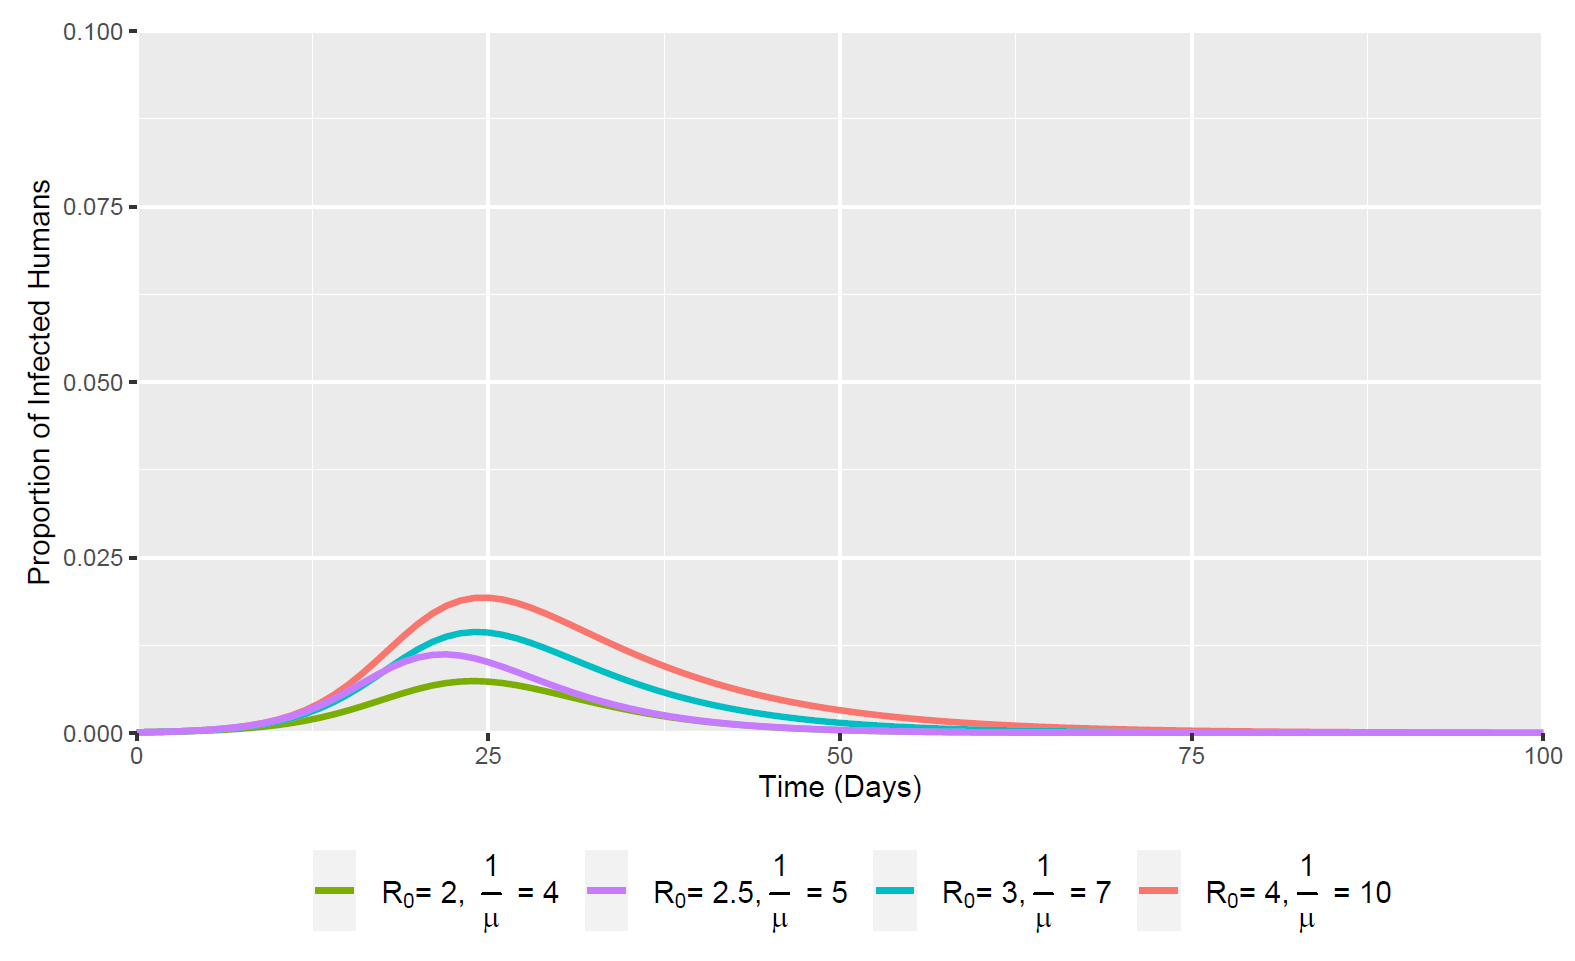 0.100
0.075
0.050
0.025
0.000
Proportion of Infected Humans
0 25 50 75 100
Time (Days)
R₀= 2, 1/μ = 4
R₀= 2.5, 1/μ = 5
R₀= 3, 1/μ = 7
R₀= 4, 1/μ = 10